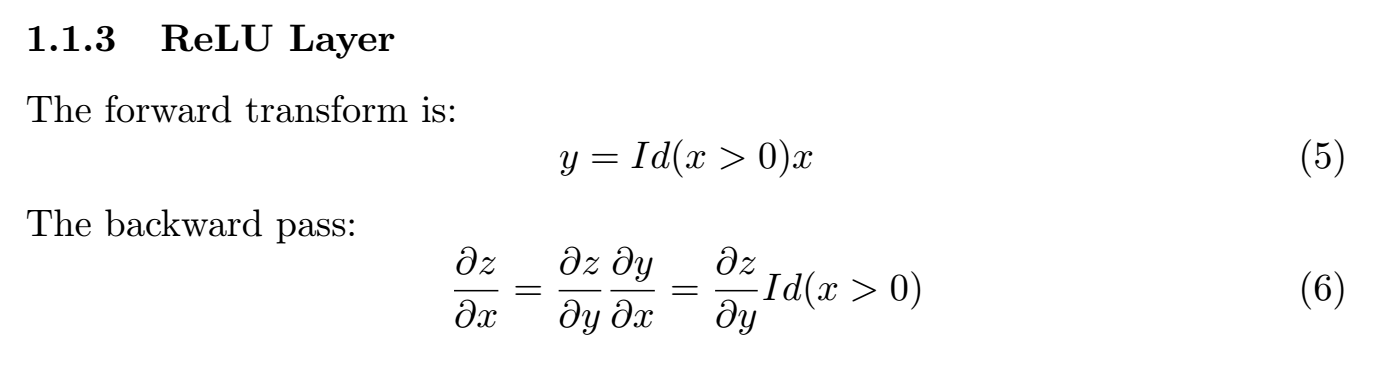 1.1.3 ReLU Layer
The forward transform is:
y = Id(x > 0)x (5)
The backward pass:
∂z/∂x = ∂z/∂y ∂y/∂x = ∂z/∂y Id(x > 0) (6)